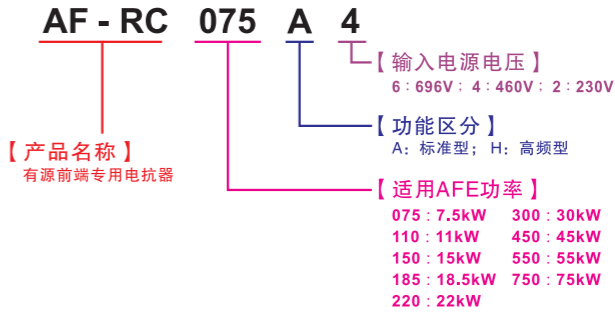 AF - RC 075 A 4
【 输入电源电压 】
6：696V； 4：460V； 2：230V
【 功能区分 】
A：标准型； H：高频型
【 产品名称 】
有源前端专用电抗器
【 适用AFE功率 】
075：7.5kW 300：30kW
110：11kW 450：45kW
150：15kW 550：55kW
185：18.5kW 750：75kW
220：22kW